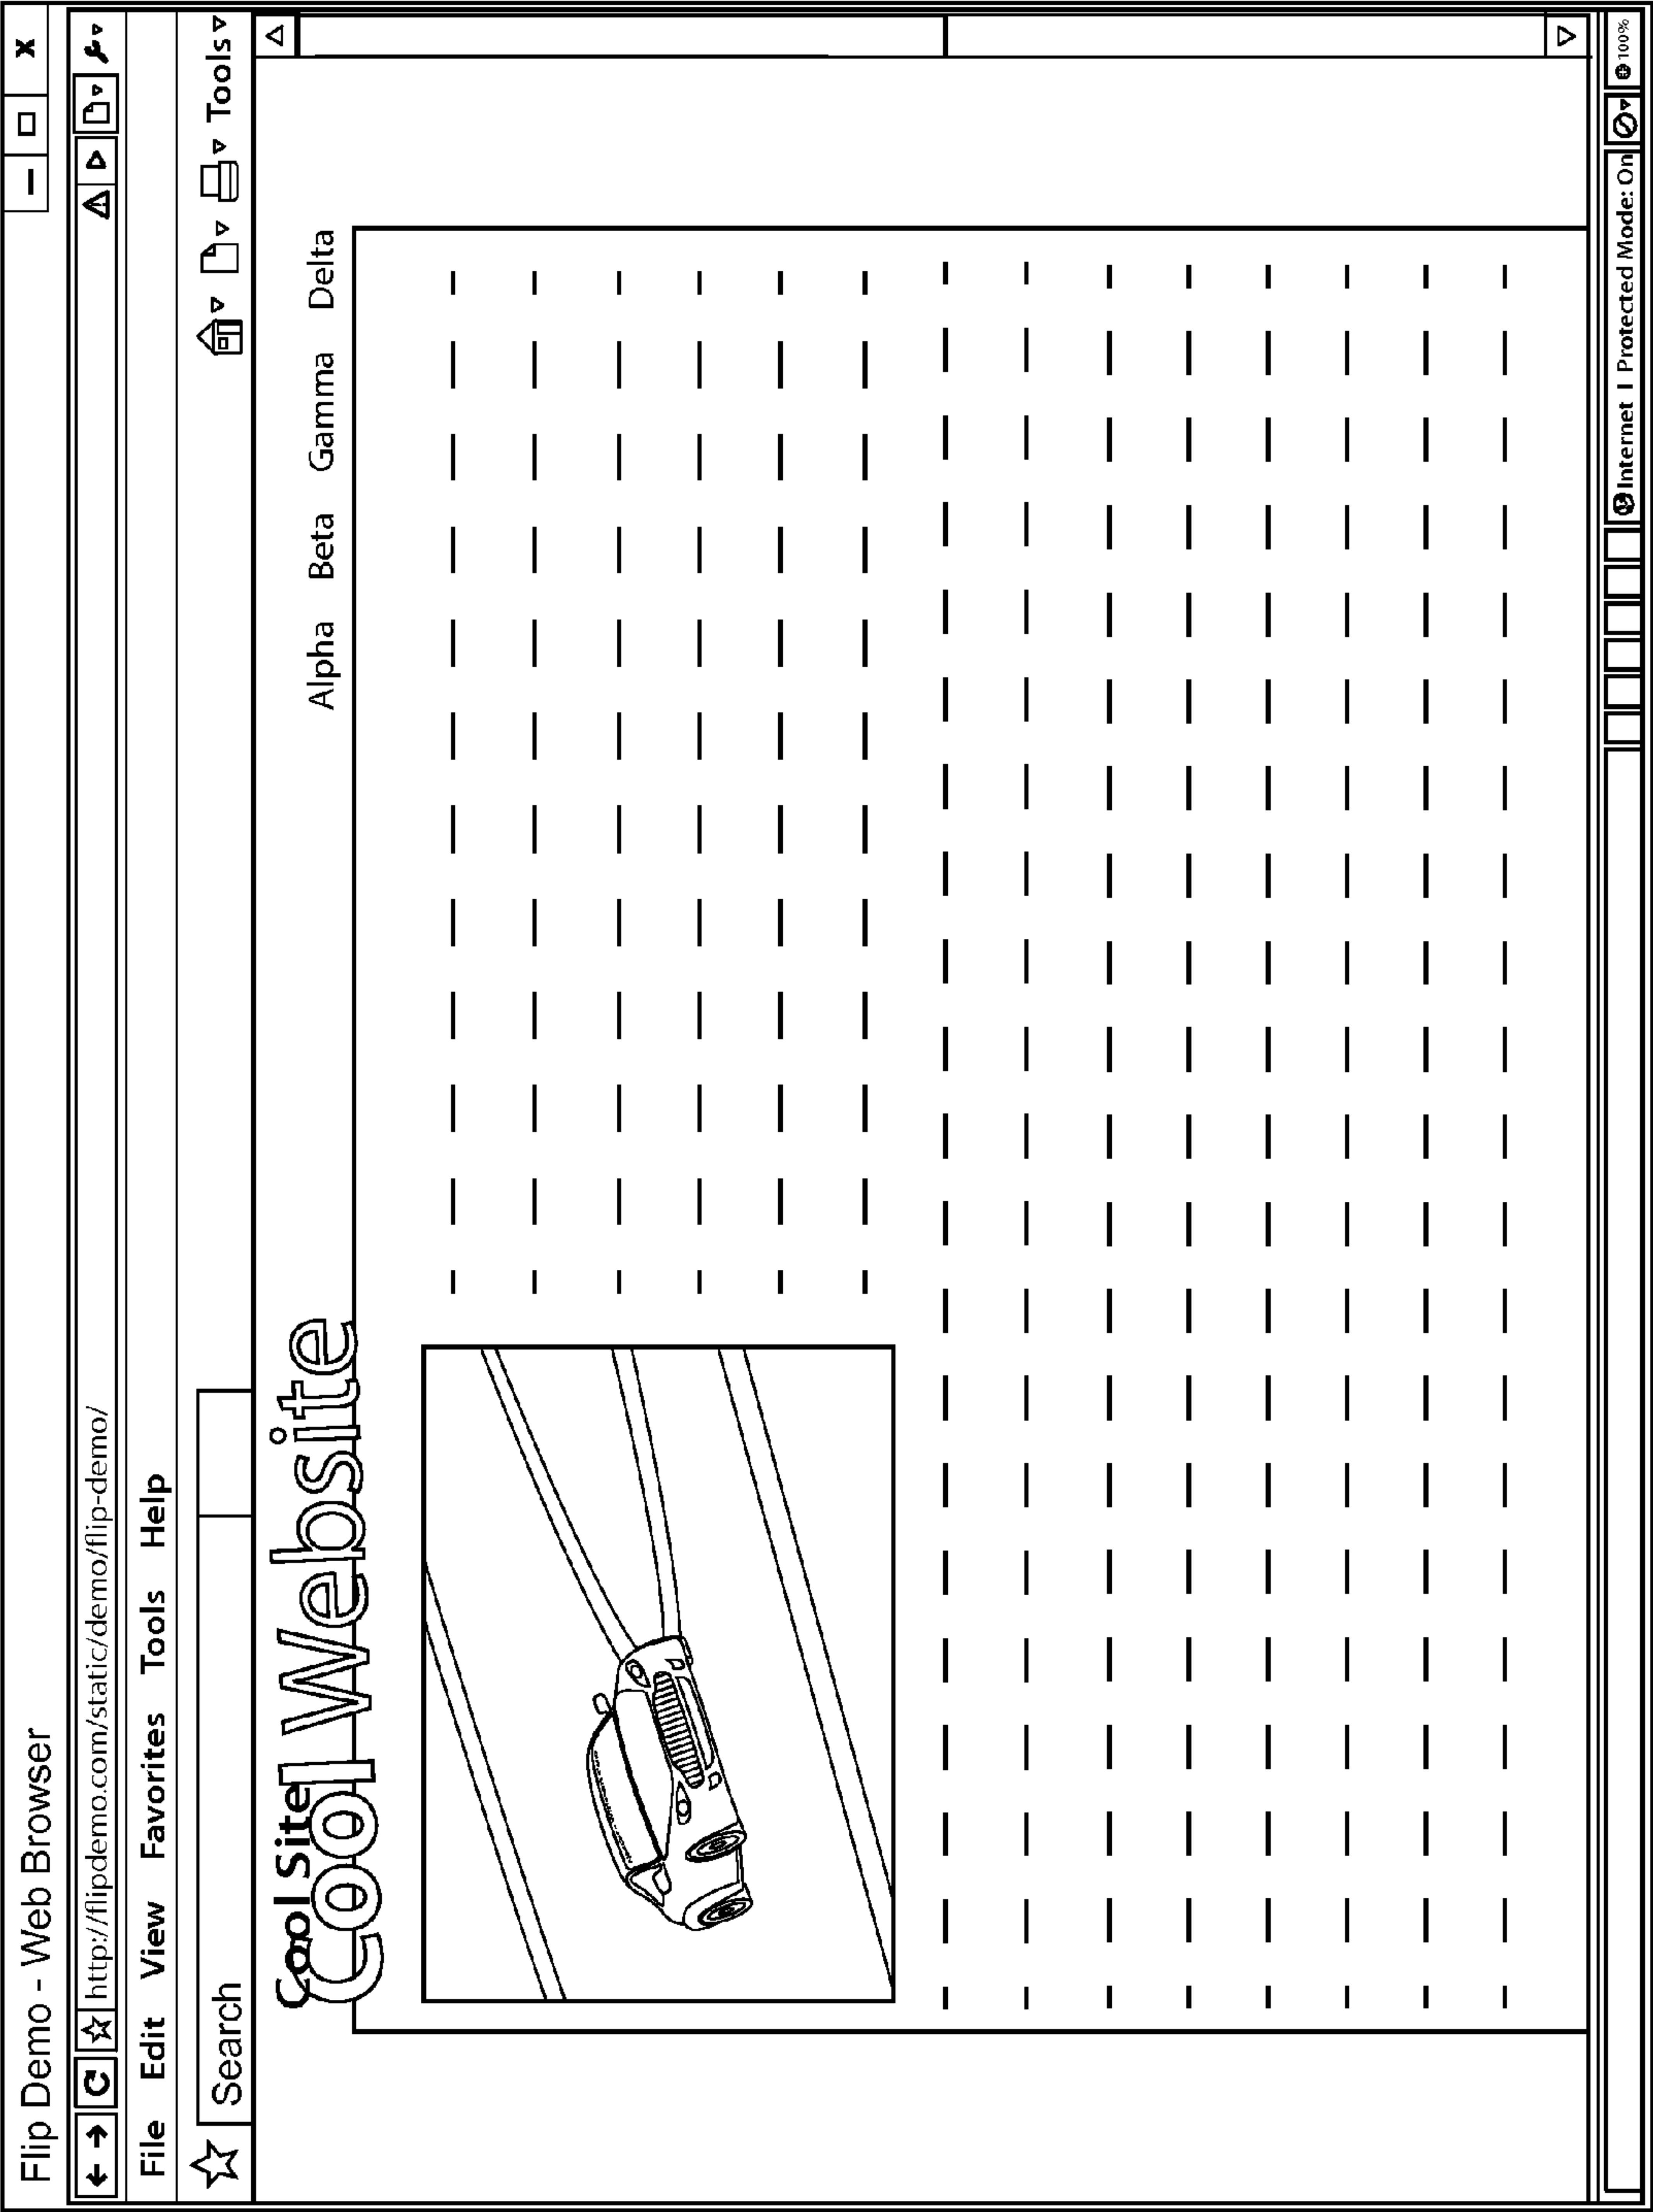 Flip Demo - Web Browser
http://flipdemo.com/static/demo/flip-demo/
File Edit View Favorites Tools Help
Search
Tools
Cool Site
Cool Website
Alpha Beta Gamma Delta
Internet | Protected Mode: On
100%